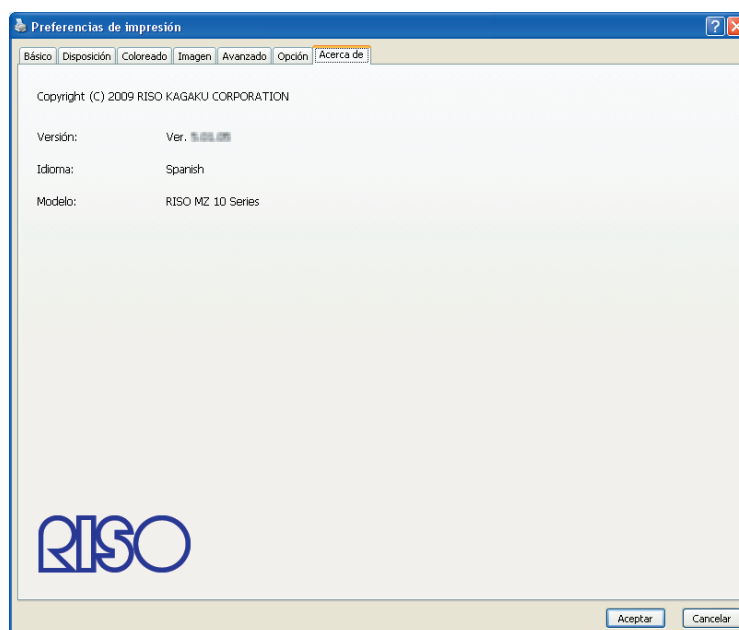 Preferencias de impresión
Básico Disposición Coloreado Imagen Avanzado Opción Acerca de
Copyright (C) 2009 RISO KAGAKU CORPORATION
Versión: Ver.
Idioma: Spanish
Modelo: RISO MZ 10 Series
RISO
Aceptar Cancelar